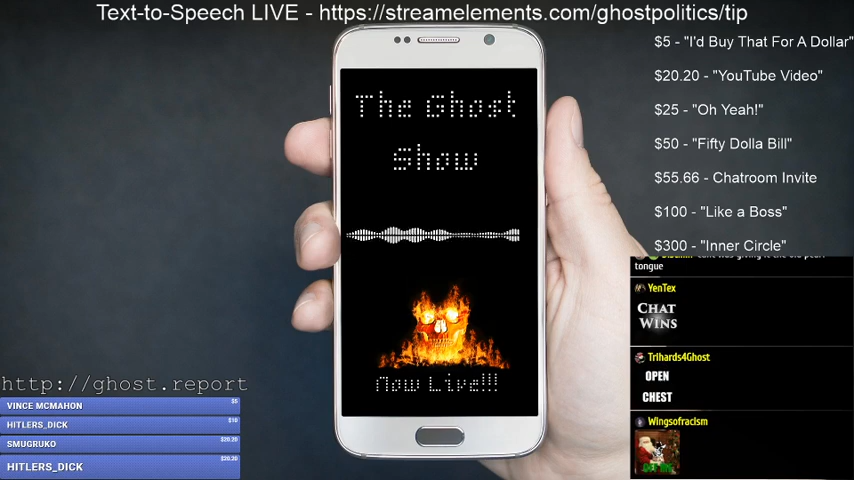 Text-to-Speech LIVE - https://streamelements.com/ghostpolitics/tip
$5 - "I'd Buy That For A Dollar"
$20.20 - "YouTube Video"
$25 - "Oh Yeah!"
$50 - "Fifty Dolla Bill"
$55.66 - Chatroom Invite
$100 - "Like a Boss"
$300 - "Inner Circle"
The Ghost
Show
Now Live!!!
http://ghost.report
VINCE MCMAHON $5
HITLERS_DICK $10
SMUGRUKO $20.20
HITLERS_DICK $20.20
tongue
YenTex
CHAT
WINS
Trihards4Ghost
OPEN
CHEST
Wingsofracism